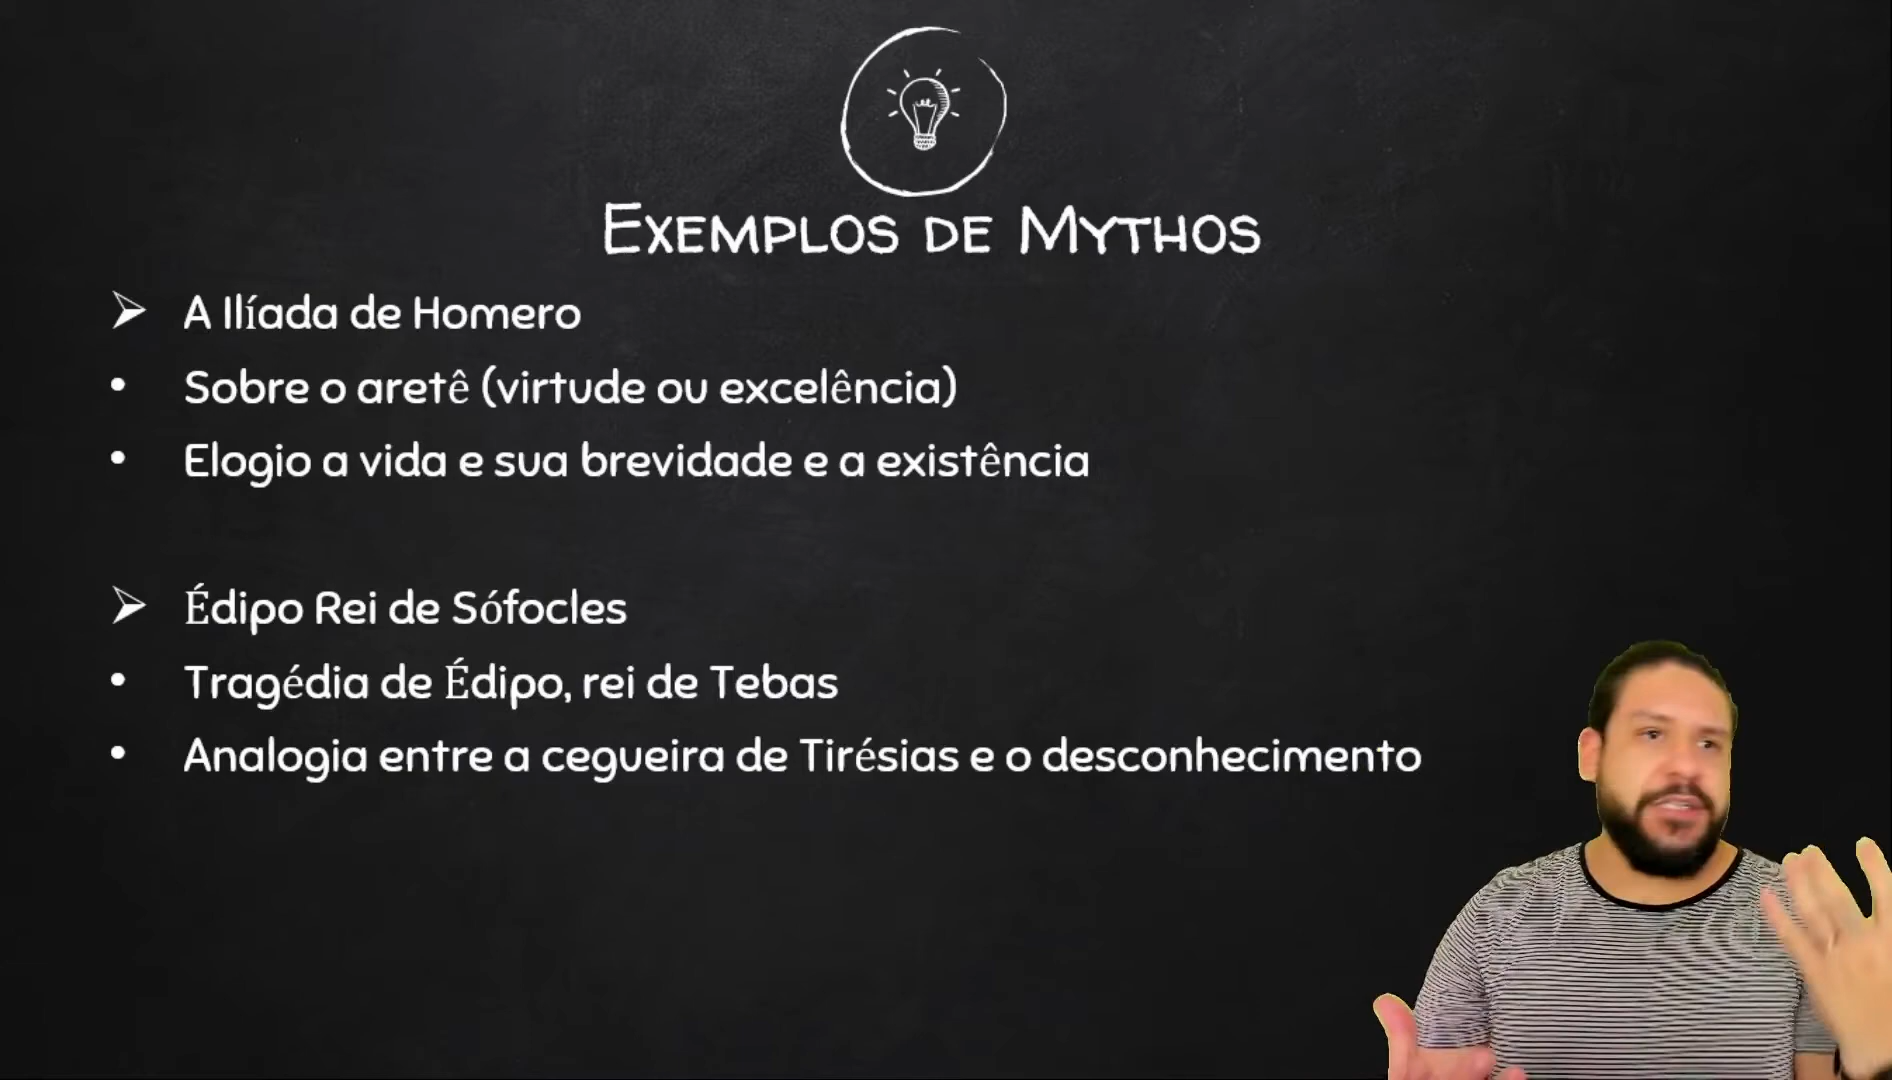 Exemplos de Mythos
➢ A Ilíada de Homero
• Sobre o aretê (virtude ou excelência)
• Elogio a vida e sua brevidade e a existência
➢ Édipo Rei de Sófocles
• Tragédia de Édipo, rei de Tebas
• Analogia entre a cegueira de Tirésias e o desconhecimento